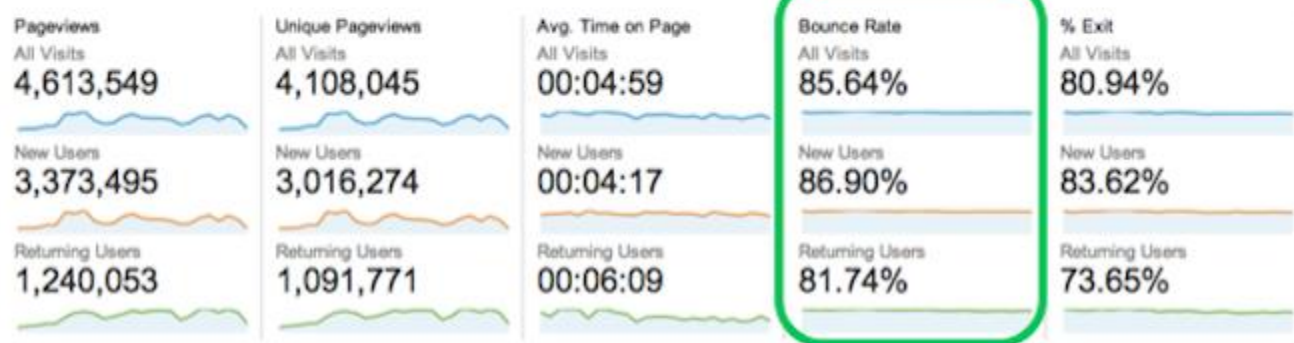 Pageviews
All Visits
4,613,549
New Users
3,373,495
Returning Users
1,240,053
Unique Pageviews
All Visits
4,108,045
New Users
3,016,274
Returning Users
1,091,771
Avg. Time on Page
All Visits
00:04:59
New Users
00:04:17
Returning Users
00:06:09
Bounce Rate
All Visits
85.64%
New Users
86.90%
Returning Users
81.74%
% Exit
All Visits
80.94%
New Users
83.62%
Returning Users
73.65%